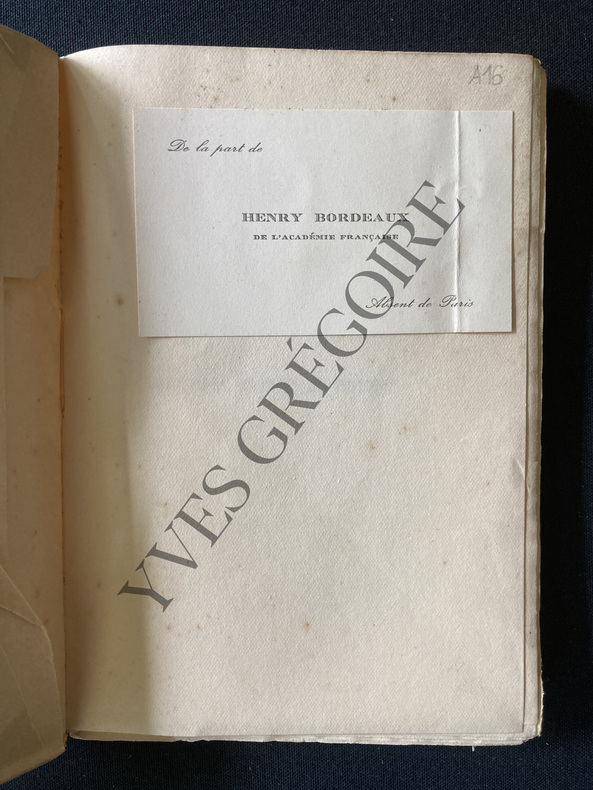 A16
De la part de
HENRY BORDEAUX
DE L'ACADÉMIE FRANÇAISE
Absent de Paris
YVES GRÉGOIRE